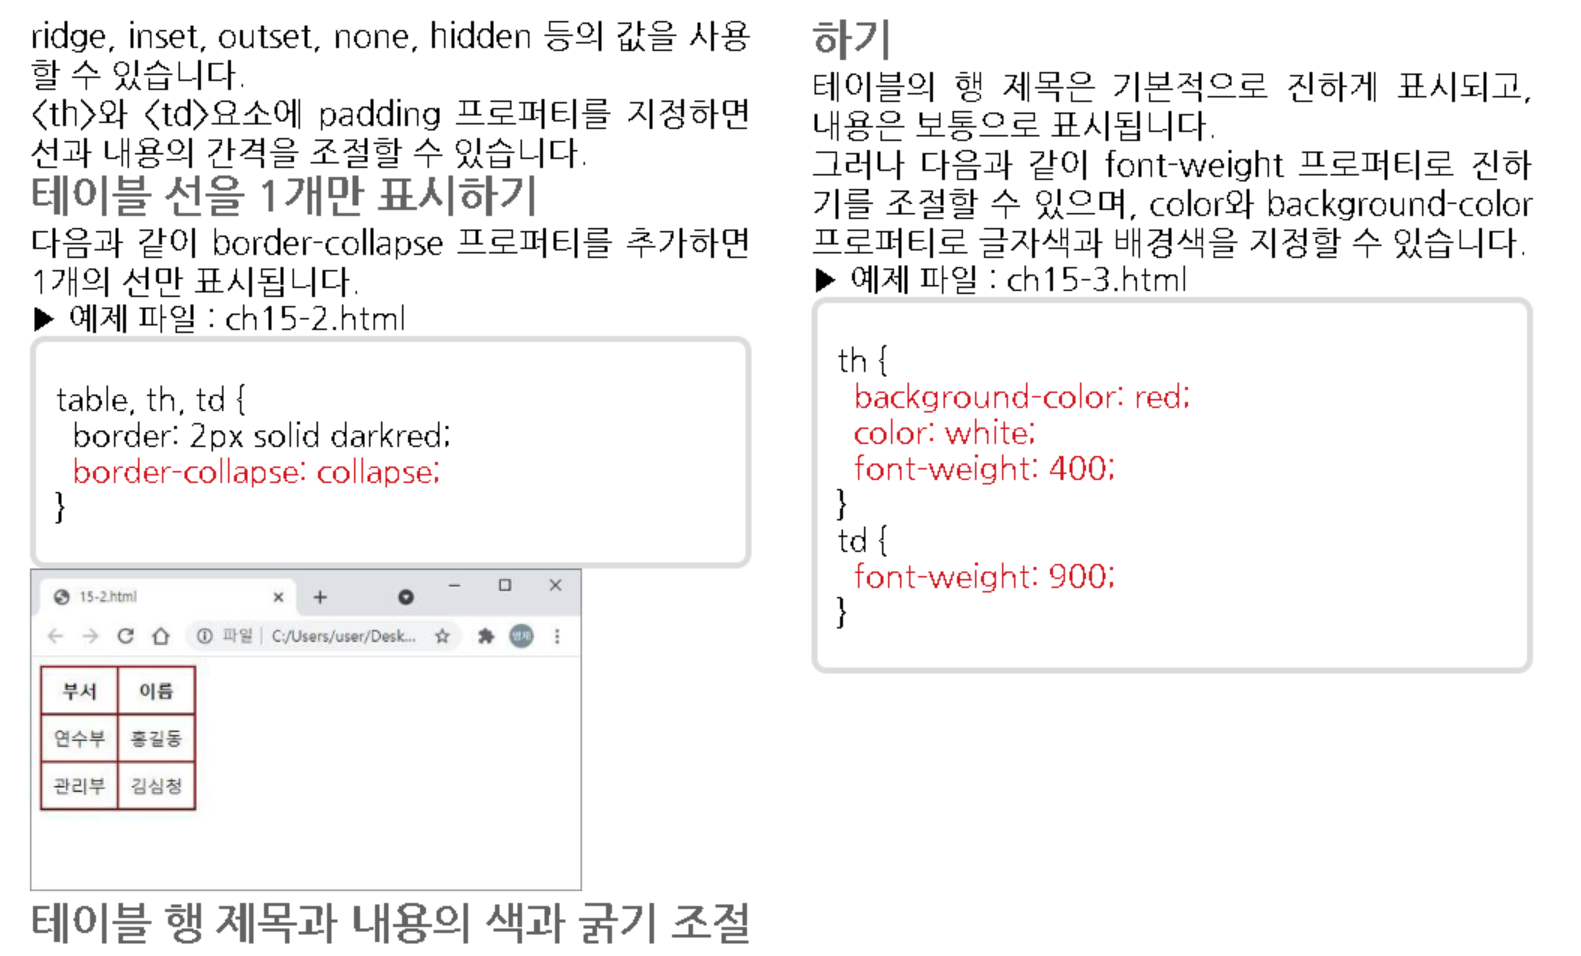 ridge, inset, outset, none, hidden 등의 값을 사용
할 수 있습니다.
〈th〉와 〈td〉요소에 padding 프로퍼티를 지정하면
선과 내용의 간격을 조절할 수 있습니다.
테이블 선을 1개만 표시하기
다음과 같이 border-collapse 프로퍼티를 추가하면
1개의 선만 표시됩니다.
▶ 예제 파일 : ch15-2.html
table, th, td {
border: 2px solid darkred;
border-collapse: collapse;
}
15-2.html
파일 | C:/Users/user/Desk...
부서 이름
연수부 홍길동
관리부 김심청
테이블 행 제목과 내용의 색과 굵기 조절
하기
테이블의 행 제목은 기본적으로 진하게 표시되고,
내용은 보통으로 표시됩니다.
그러나 다음과 같이 font-weight 프로퍼티로 진하
기를 조절할 수 있으며, color와 background-color
프로퍼티로 글자색과 배경색을 지정할 수 있습니다.
▶ 예제 파일 : ch15-3.html
th {
background-color: red;
color: white;
font-weight: 400;
}
td {
font-weight: 900;
}